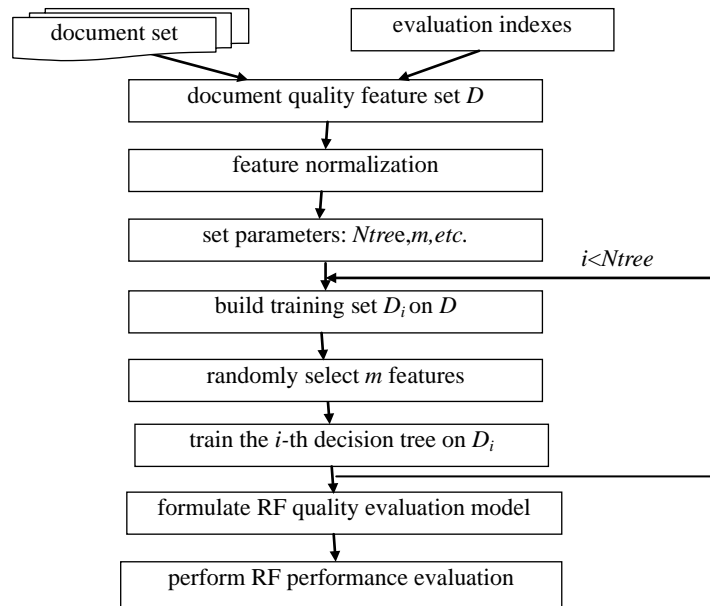 document set
evaluation indexes
document quality feature set D
feature normalization
set parameters: Ntree,m,etc.
i<Ntree
build training set Di on D
randomly select m features
train the i-th decision tree on Di
formulate RF quality evaluation model
perform RF performance evaluation